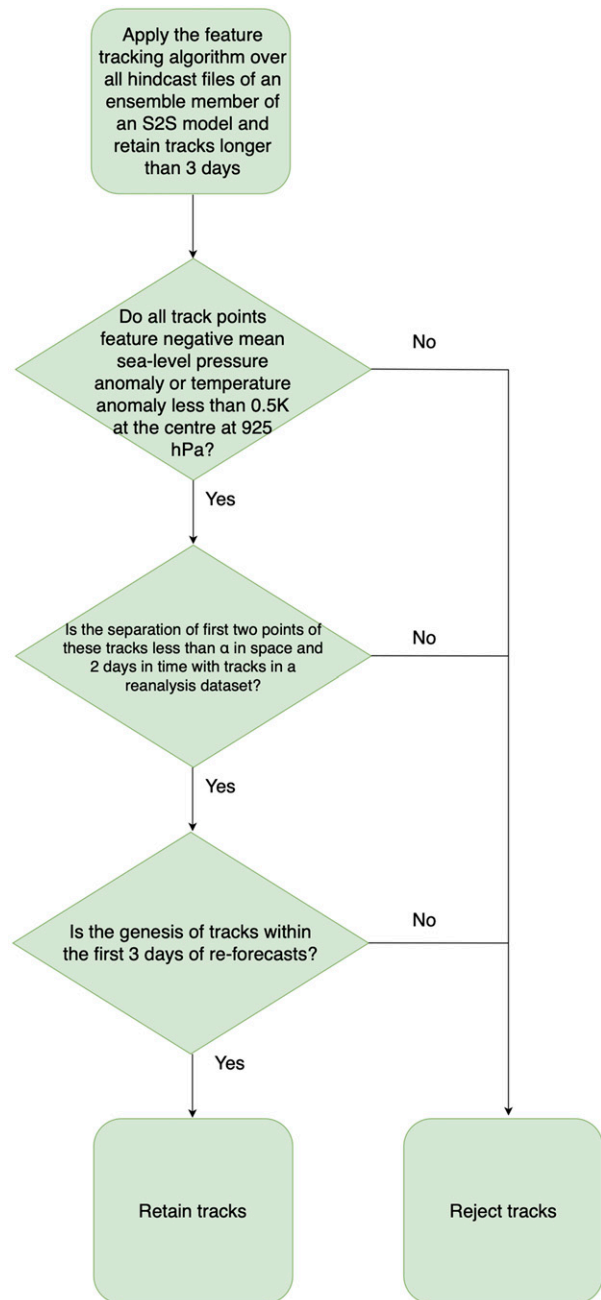 Apply the feature
tracking algorithm over
all hindcast files of an
ensemble member of
an S2S model and
retain tracks longer
than 3 days
Do all track points
feature negative mean
sea-level pressure
anomaly or temperature
anomaly less than 0.5K
at the centre at 925
hPa?
No
Yes
Is the separation of first two points of
these tracks less than α in space and
2 days in time with tracks in a
reanalysis dataset?
No
Yes
Is the genesis of tracks within
the first 3 days of re-forecasts?
No
Yes
Retain tracks
Reject tracks